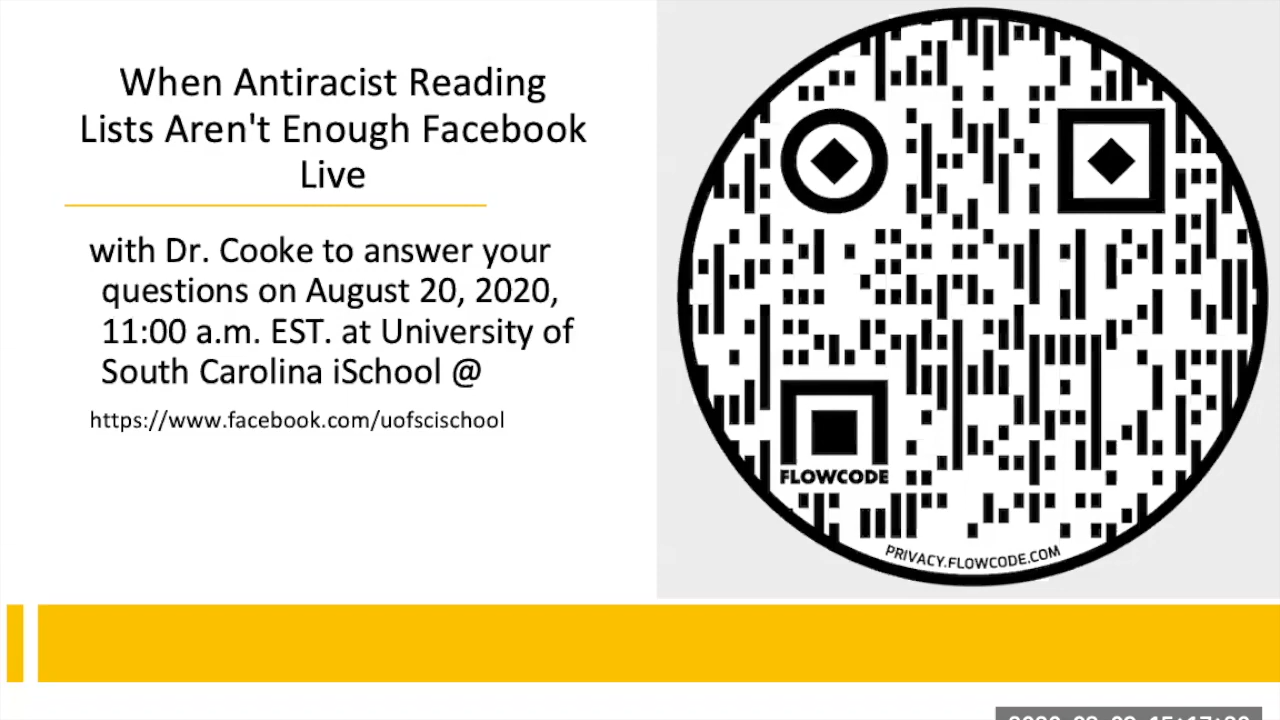 When Antiracist Reading
Lists Aren't Enough Facebook
Live
with Dr. Cooke to answer your
questions on August 20, 2020,
11:00 a.m. EST. at University of
South Carolina iSchool @
https://www.facebook.com/uofscischool
FLOWCODE
PRIVACY.FLOWCODE.COM